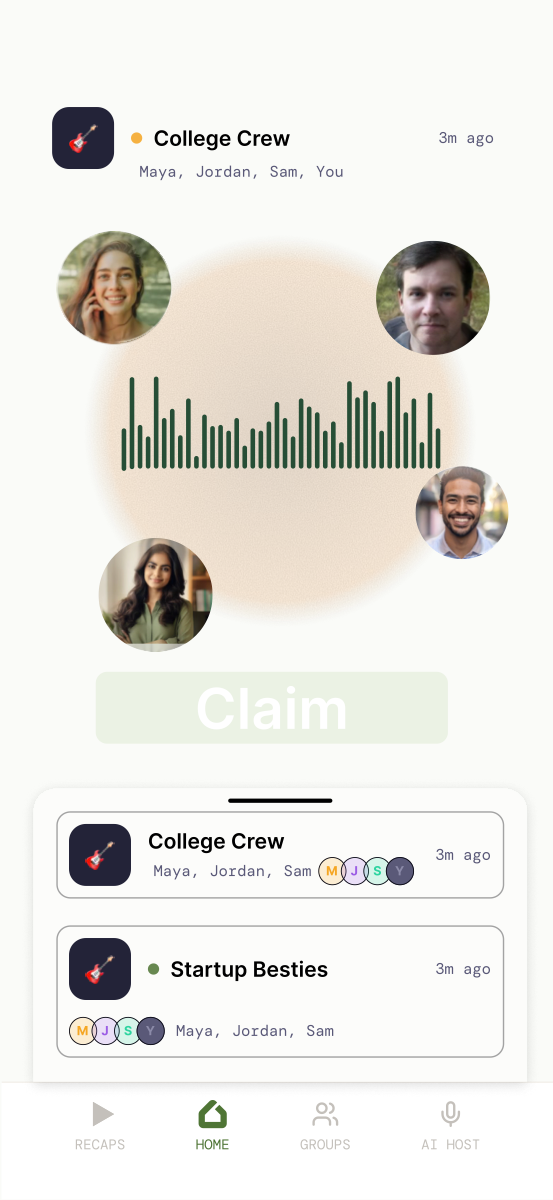 College Crew 3m ago
Maya, Jordan, Sam, You
Claim
College Crew
Maya, Jordan, Sam M J S Y 3m ago
Startup Besties 3m ago
M J S Y Maya, Jordan, Sam
RECAPS HOME GROUPS AI HOST